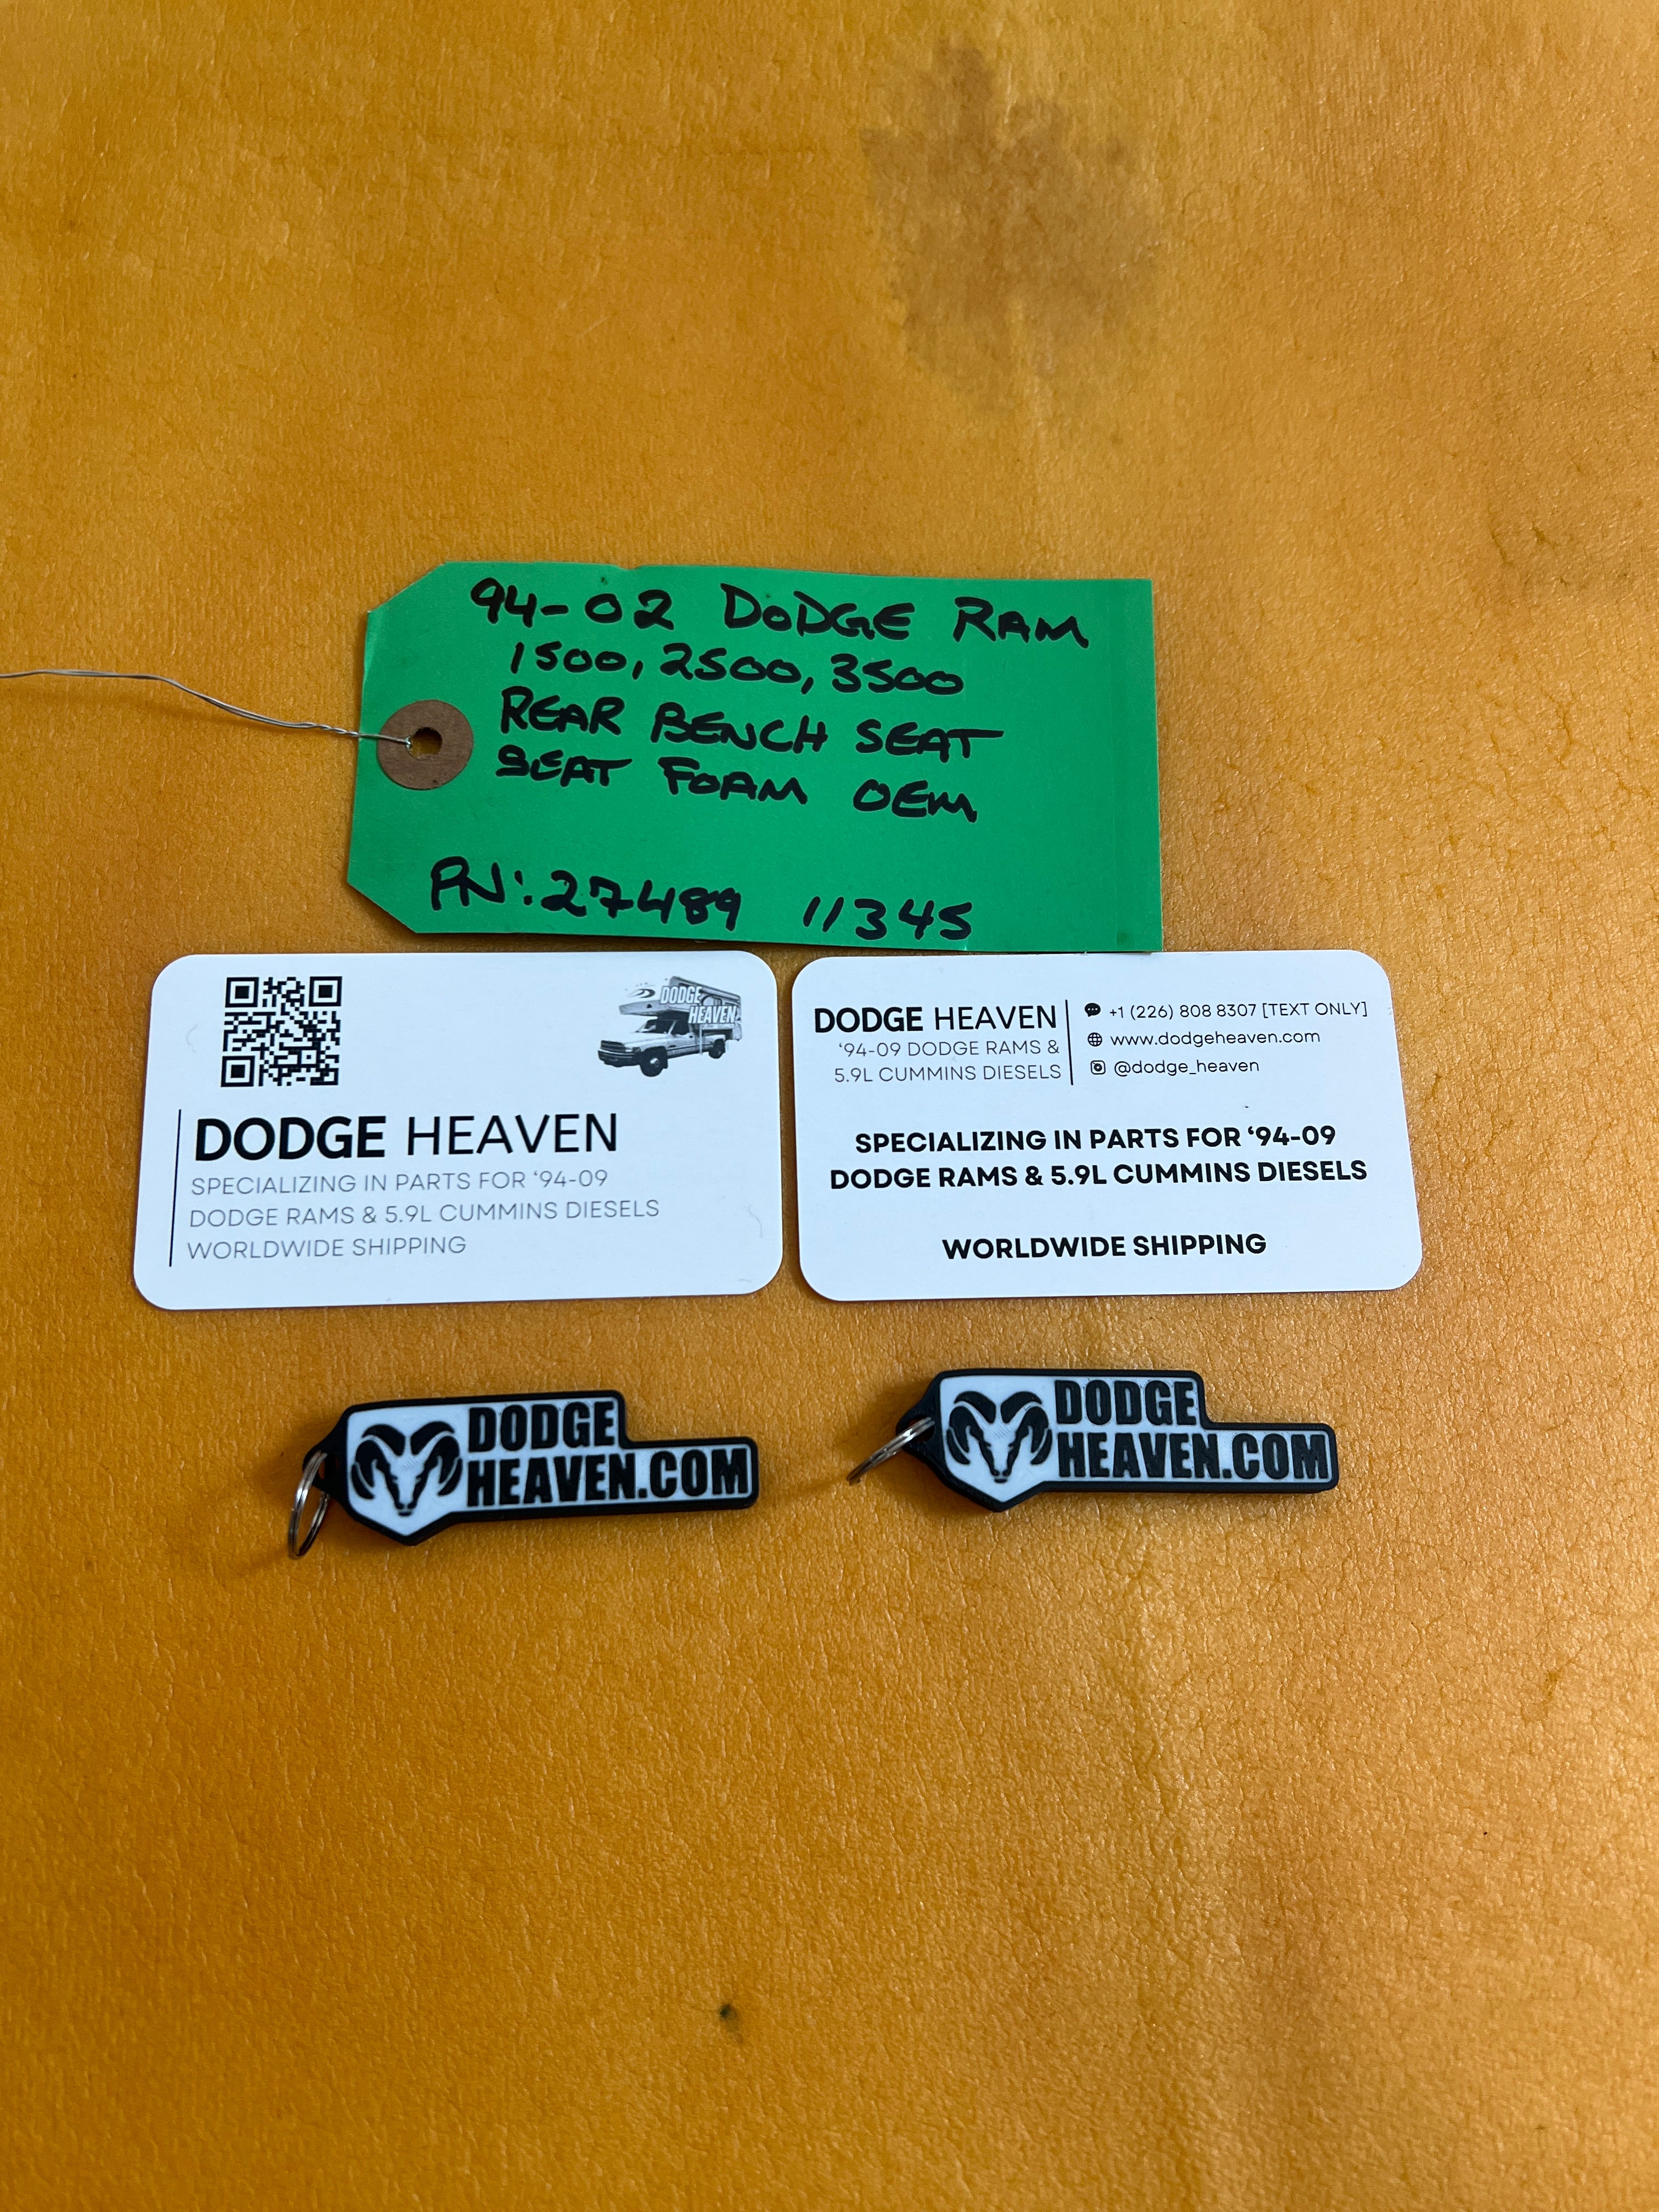 94-02 DODGE RAM
1500, 2500, 3500
REAR BENCH SEAT
SEAT FOAM OEM
PN: 27489 11345
DODGE
HEAVEN
DODGE HEAVEN
SPECIALIZING IN PARTS FOR ‘94-09
DODGE RAMS & 5.9L CUMMINS DIESELS
WORLDWIDE SHIPPING
DODGE HEAVEN
‘94-09 DODGE RAMS &
5.9L CUMMINS DIESELS
+1 (226) 808 8307 [TEXT ONLY]
www.dodgeheaven.com
@dodge_heaven
SPECIALIZING IN PARTS FOR ‘94-09
DODGE RAMS & 5.9L CUMMINS DIESELS
WORLDWIDE SHIPPING
DODGE
HEAVEN.COM
DODGE
HEAVEN.COM